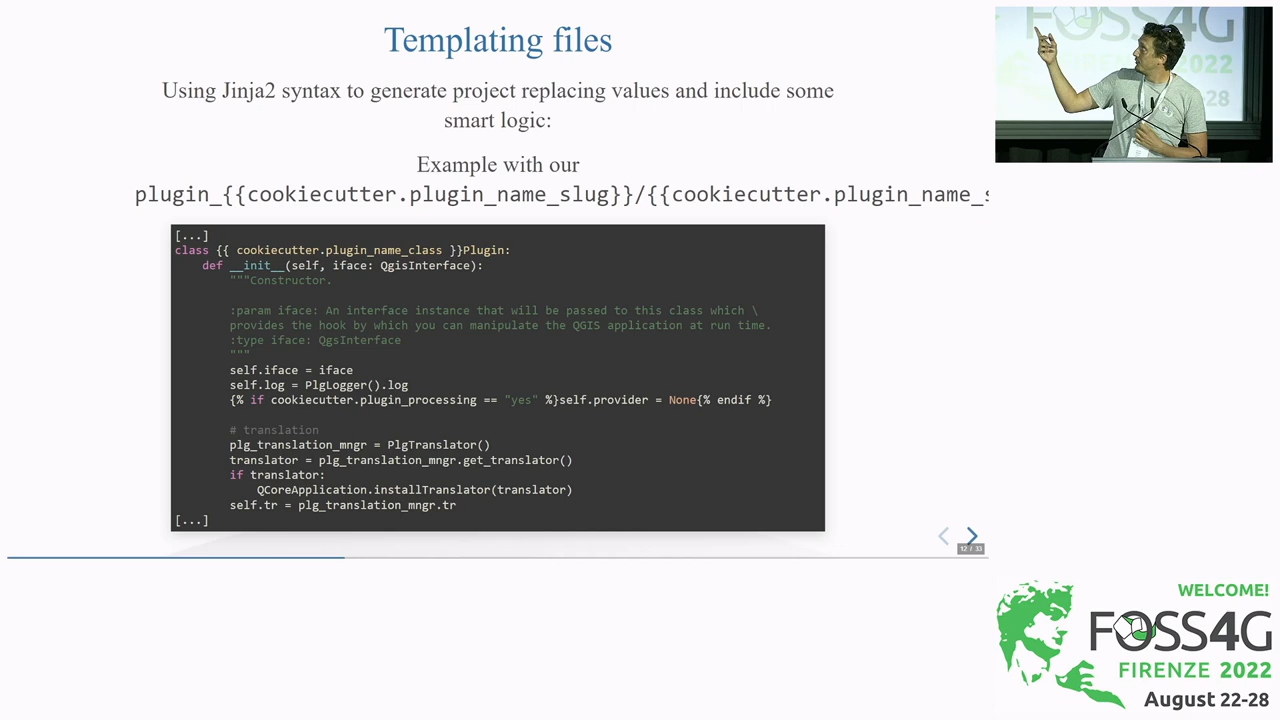 Templating files
Using Jinja2 syntax to generate project replacing values and include some
smart logic:
Example with our
plugin_{{cookiecutter.plugin_name_slug}}/{{cookiecutter.plugin_name_s
[...]
class {{ cookiecutter.plugin_name_class }}Plugin:
    def __init__(self, iface: QgisInterface):
        """Constructor.
        :param iface: An interface instance that will be passed to this class which \
        provides the hook by which you can manipulate the QGIS application at run time.
        :type iface: QgsInterface
        """
        self.iface = iface
        self.log = PlgLogger().log
        {% if cookiecutter.plugin_processing == "yes" %}self.provider = None{% endif %}
        # translation
        plg_translation_mngr = PlgTranslator()
        translator = plg_translation_mngr.get_translator()
        if translator:
            QCoreApplication.installTranslator(translator)
        self.tr = plg_translation_mngr.tr
[...]
12 / 33
FOSS4G
2022
-28
WELCOME!
FOSS4G
FIRENZE 2022
August 22-28